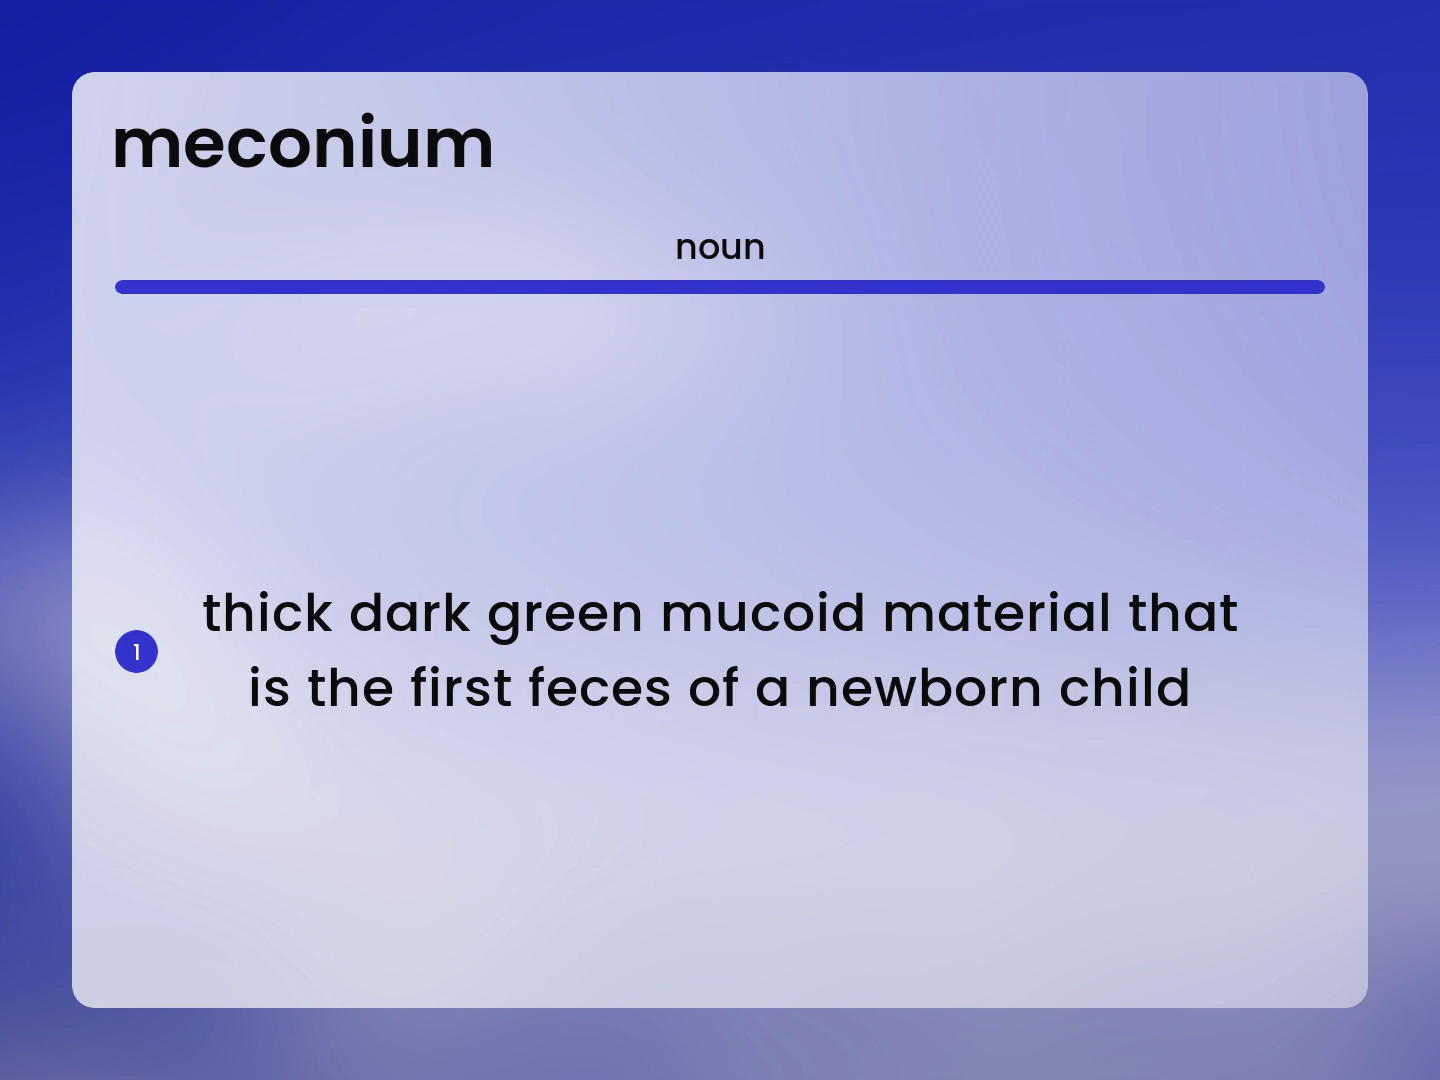 meconium
noun
1
thick dark green mucoid material that
is the first feces of a newborn child